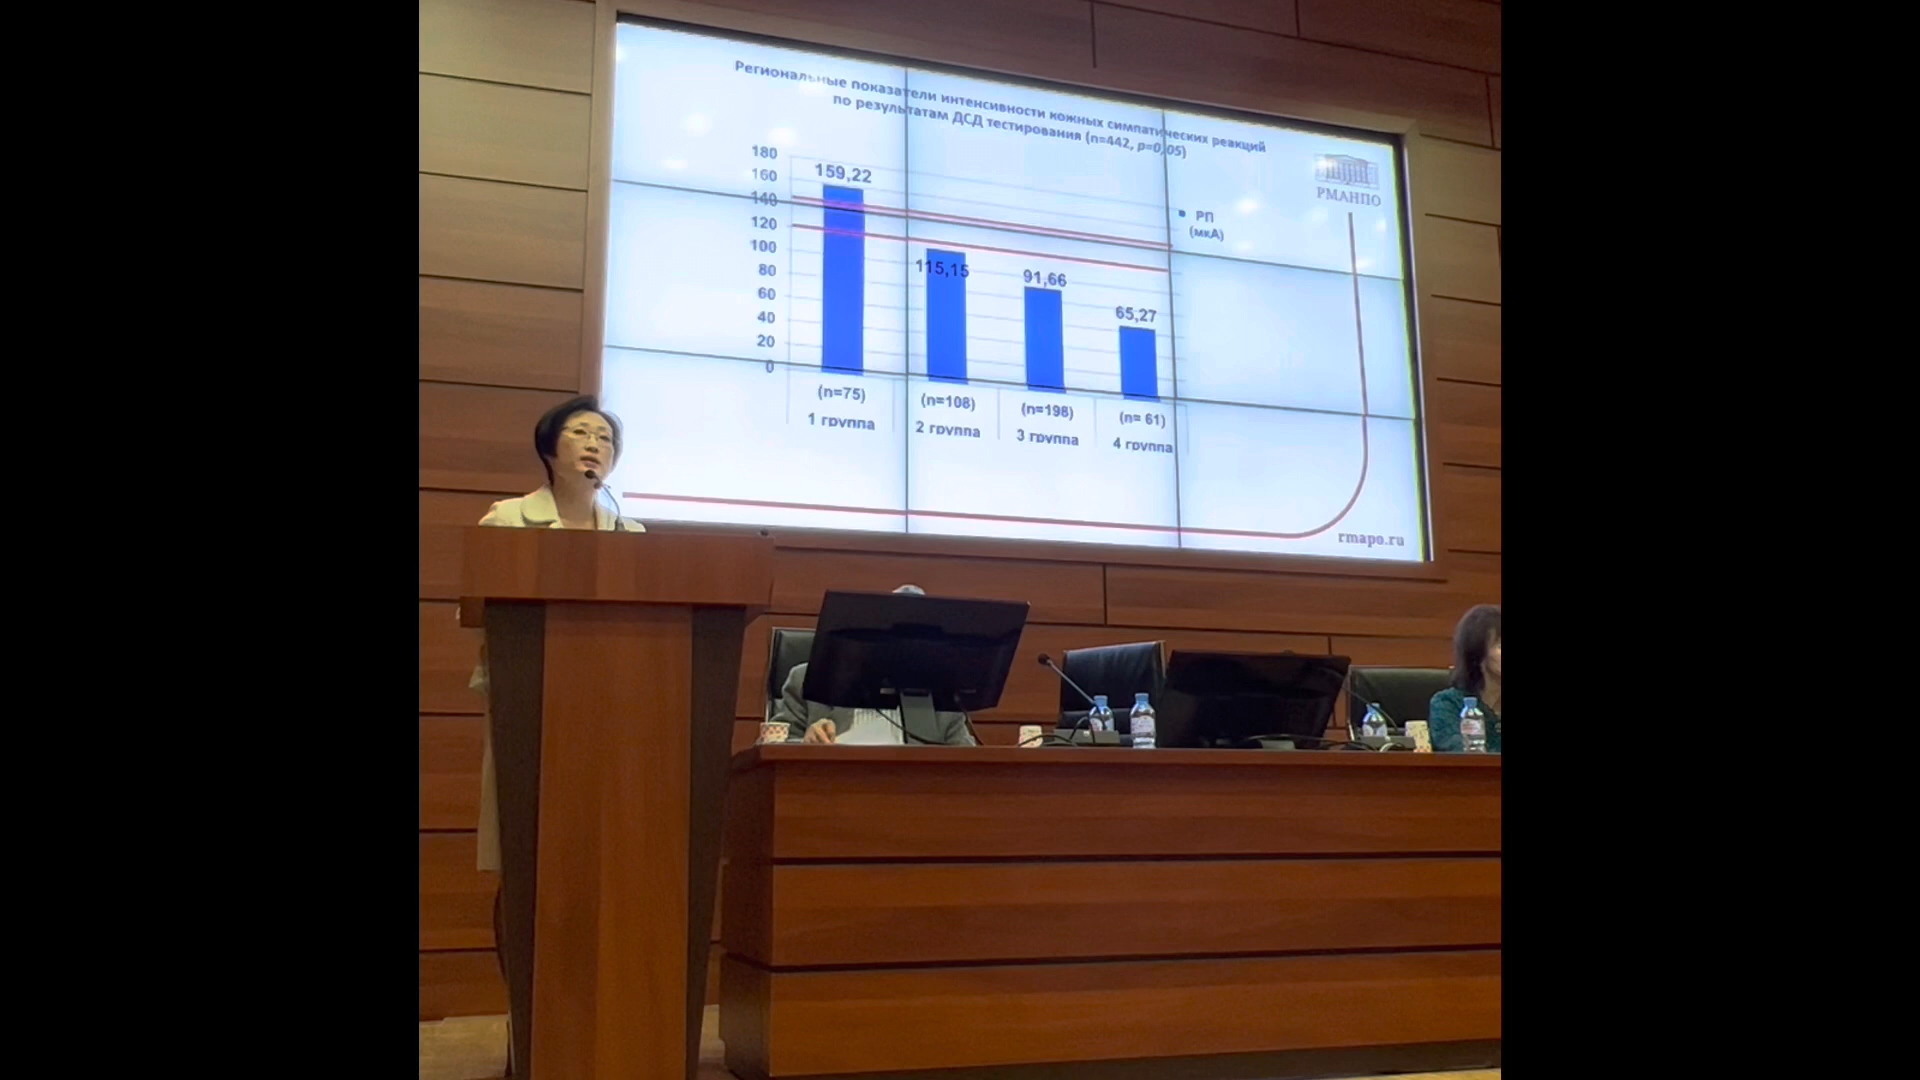 Региональные показатели интенсивности кожных симпатических реакций
по результатам ДСД тестирования (n=442, p=0,05)
РМАНПО
180
160
140
120
100
80
60
40
20
0
159,22
115,15
91,66
65,27
РП
(мкА)
(n=75)
(n=108)
(n=198)
(n= 61)
1 группа
2 группа
3 группа
4 группа
rmapo.ru